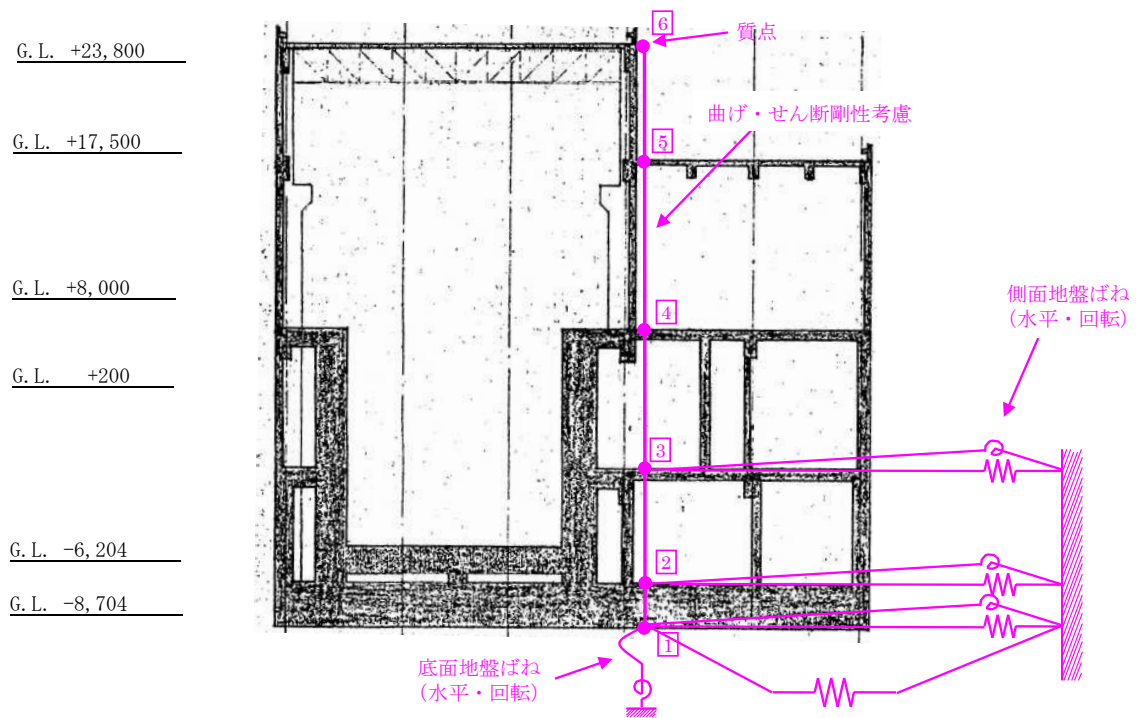 6
G.L. +23,800
質点
曲げ・せん断剛性考慮
G.L. +17,500
5
G.L. +8,000
側面地盤ばね
(水平・回転)
4
G.L. +200
3
G.L. -6,204
2
G.L. -8,704
1
底面地盤ばね
(水平・回転)